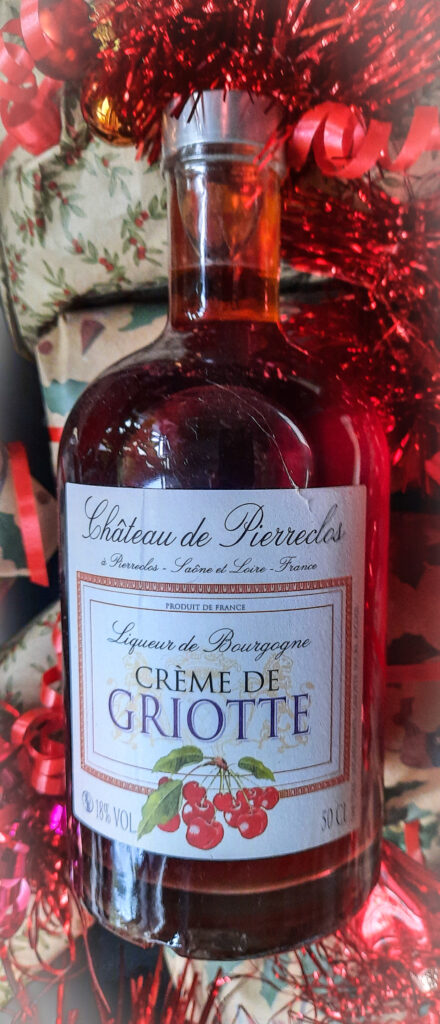 Château de Pierreclos
à Pierreclos - Saône et Loire - France
PRODUIT DE FRANCE
Liqueur de Bourgogne
CRÈME DE
GRIOTTE
18% VOL
50 CL